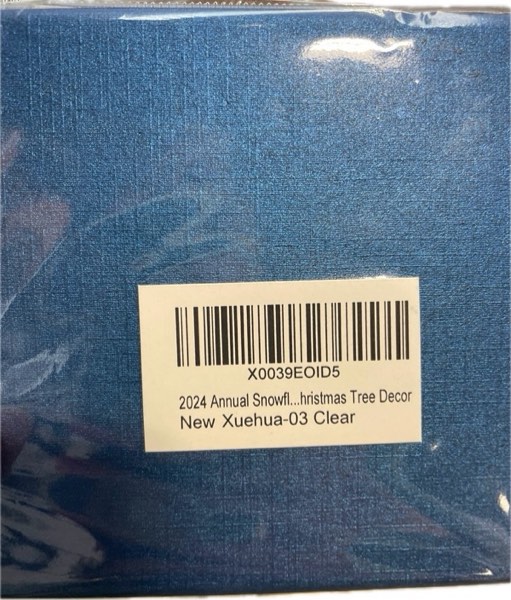 X0039EOID5
2024 Annual Snowfl...hristmas Tree Decor
New Xuehua-03 Clear